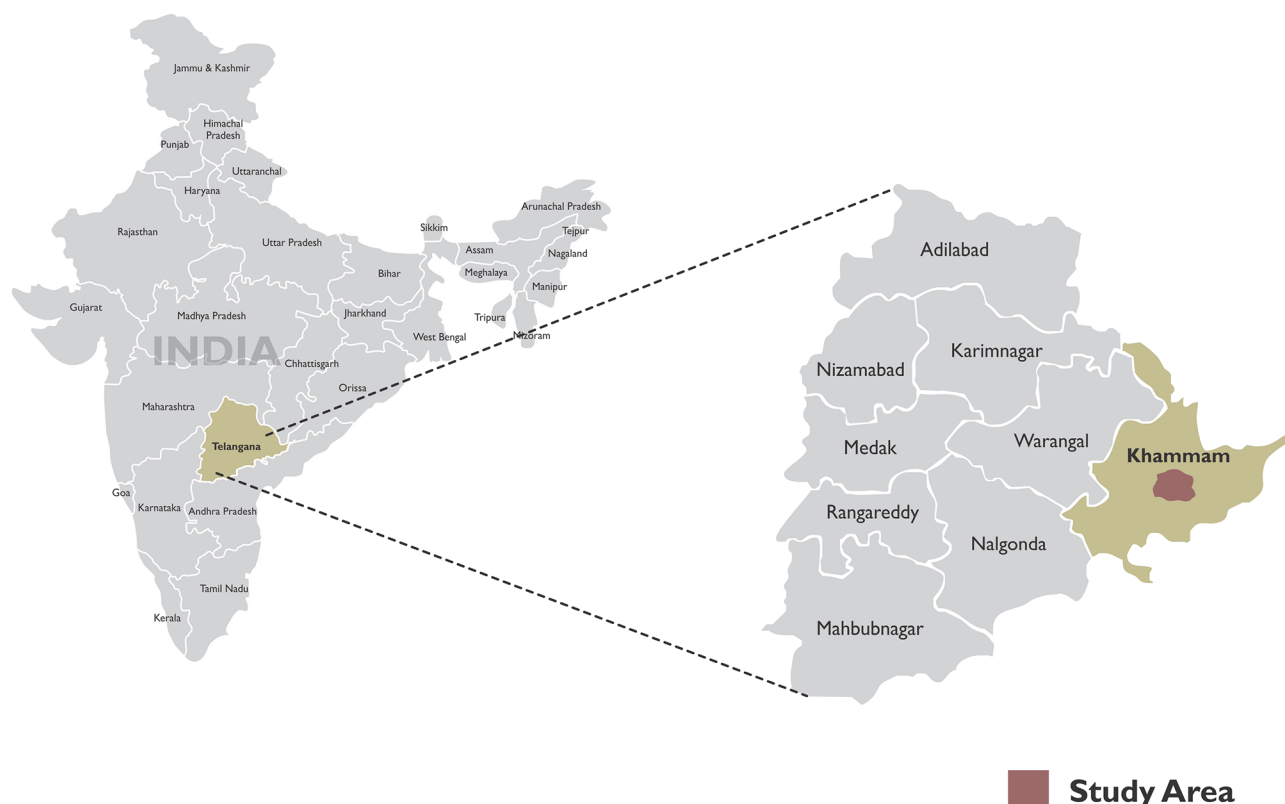 Jammu & Kashmir
Himachal
Pradesh
Punjab
Uttaranchal
Haryana
Rajasthan
Uttar Pradesh
Sikkim
Arunachal Pradesh
Tejpur
Assam
Nagaland
Meghalaya
Bihar
Manipur
Gujarat
Madhya Pradesh
Jharkhand
Tripura
West Bengal
Mizoram
INDIA
Chhattisgarh
Orissa
Maharashtra
Telangana
Goa
Karnataka
Andhra Pradesh
Tamil Nadu
Kerala
Adilabad
Karimnagar
Nizamabad
Warangal
Medak
Khammam
Rangareddy
Nalgonda
Mahbubnagar
Study Area